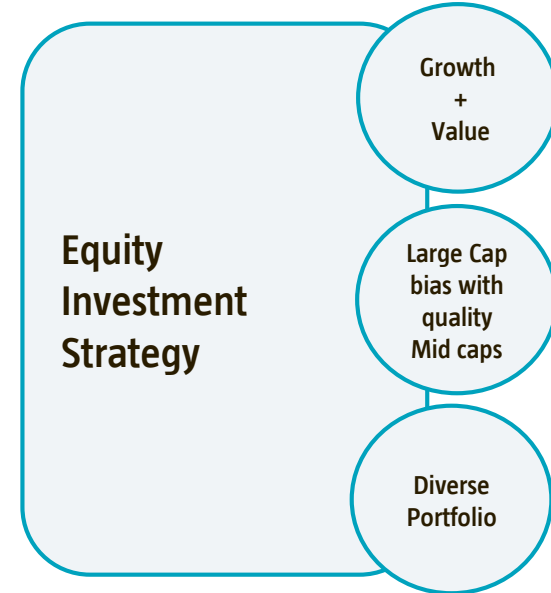 Equity
Investment
Strategy
Growth
+
Value
Large Cap
bias with
quality
Mid caps
Diverse
Portfolio